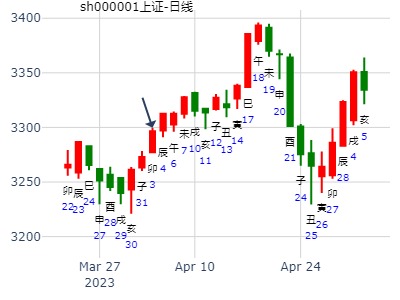 sh000001上证-日线
3400
3350
3300
3250
3200
卯
22
辰
23
巳
24
申
27
酉
28
戌
29
亥
30
子
31
卯
3
辰
4
午
6
未
7
戌
10
亥
11
子
12
丑
13
寅
14
巳
17
午
18
未
19
申
20
酉
21
子
24
丑
25
寅
26
卯
27
辰
28
戌
4
亥
5
Mar 27
2023
Apr 10
Apr 24